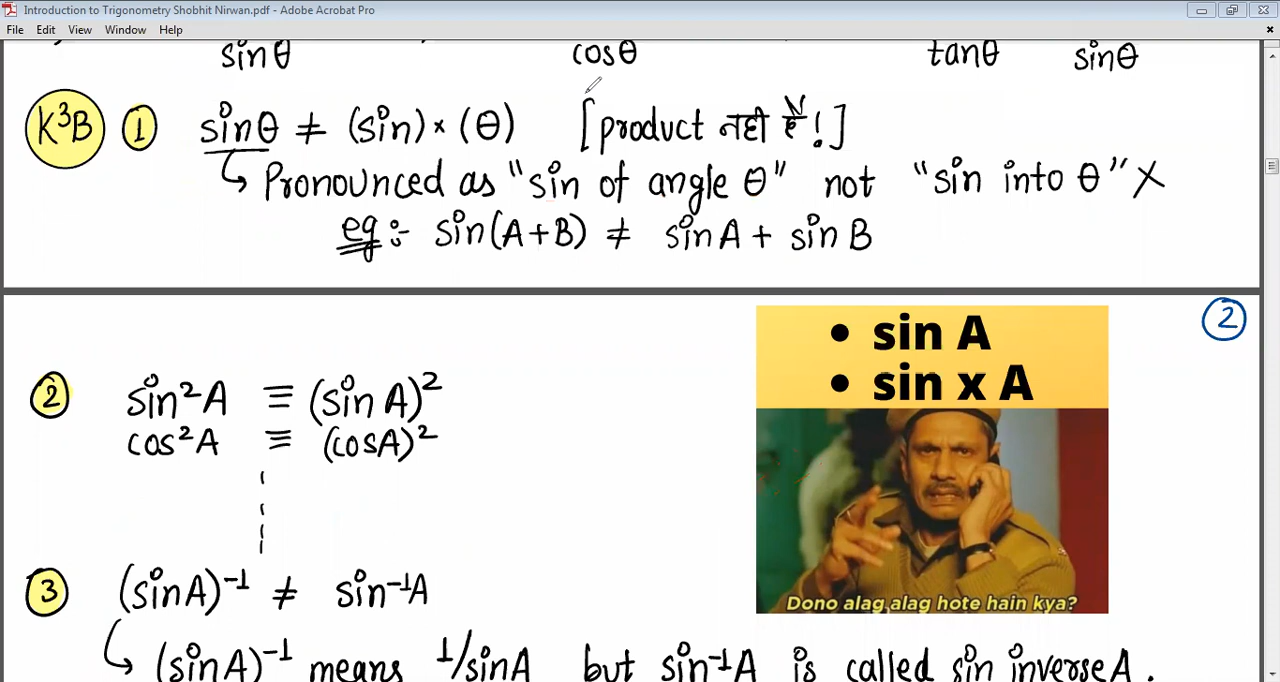 Introduction to Trigonometry Shobhit Nirwan.pdf - Adobe Acrobat Pro
File Edit View Window Help
sinθ cosθ tanθ sinθ
K³B ① sinθ ≠ (sin) × (θ) [product नही है !]
↳ Pronounced as "sin of angle θ" not "sin into θ" X
eg :- sin(A+B) ≠ sin A + sin B
②
• sin A
• sin x A
② sin²A ≡ (sin A)²
cos²A ≡ (cosA)²
Dono alag alag hote hain kya?
③ (sinA)⁻¹ ≠ sin⁻¹A
↳ (sinA)⁻¹ means 1/sinA but sin⁻¹A is called sin inverse A.